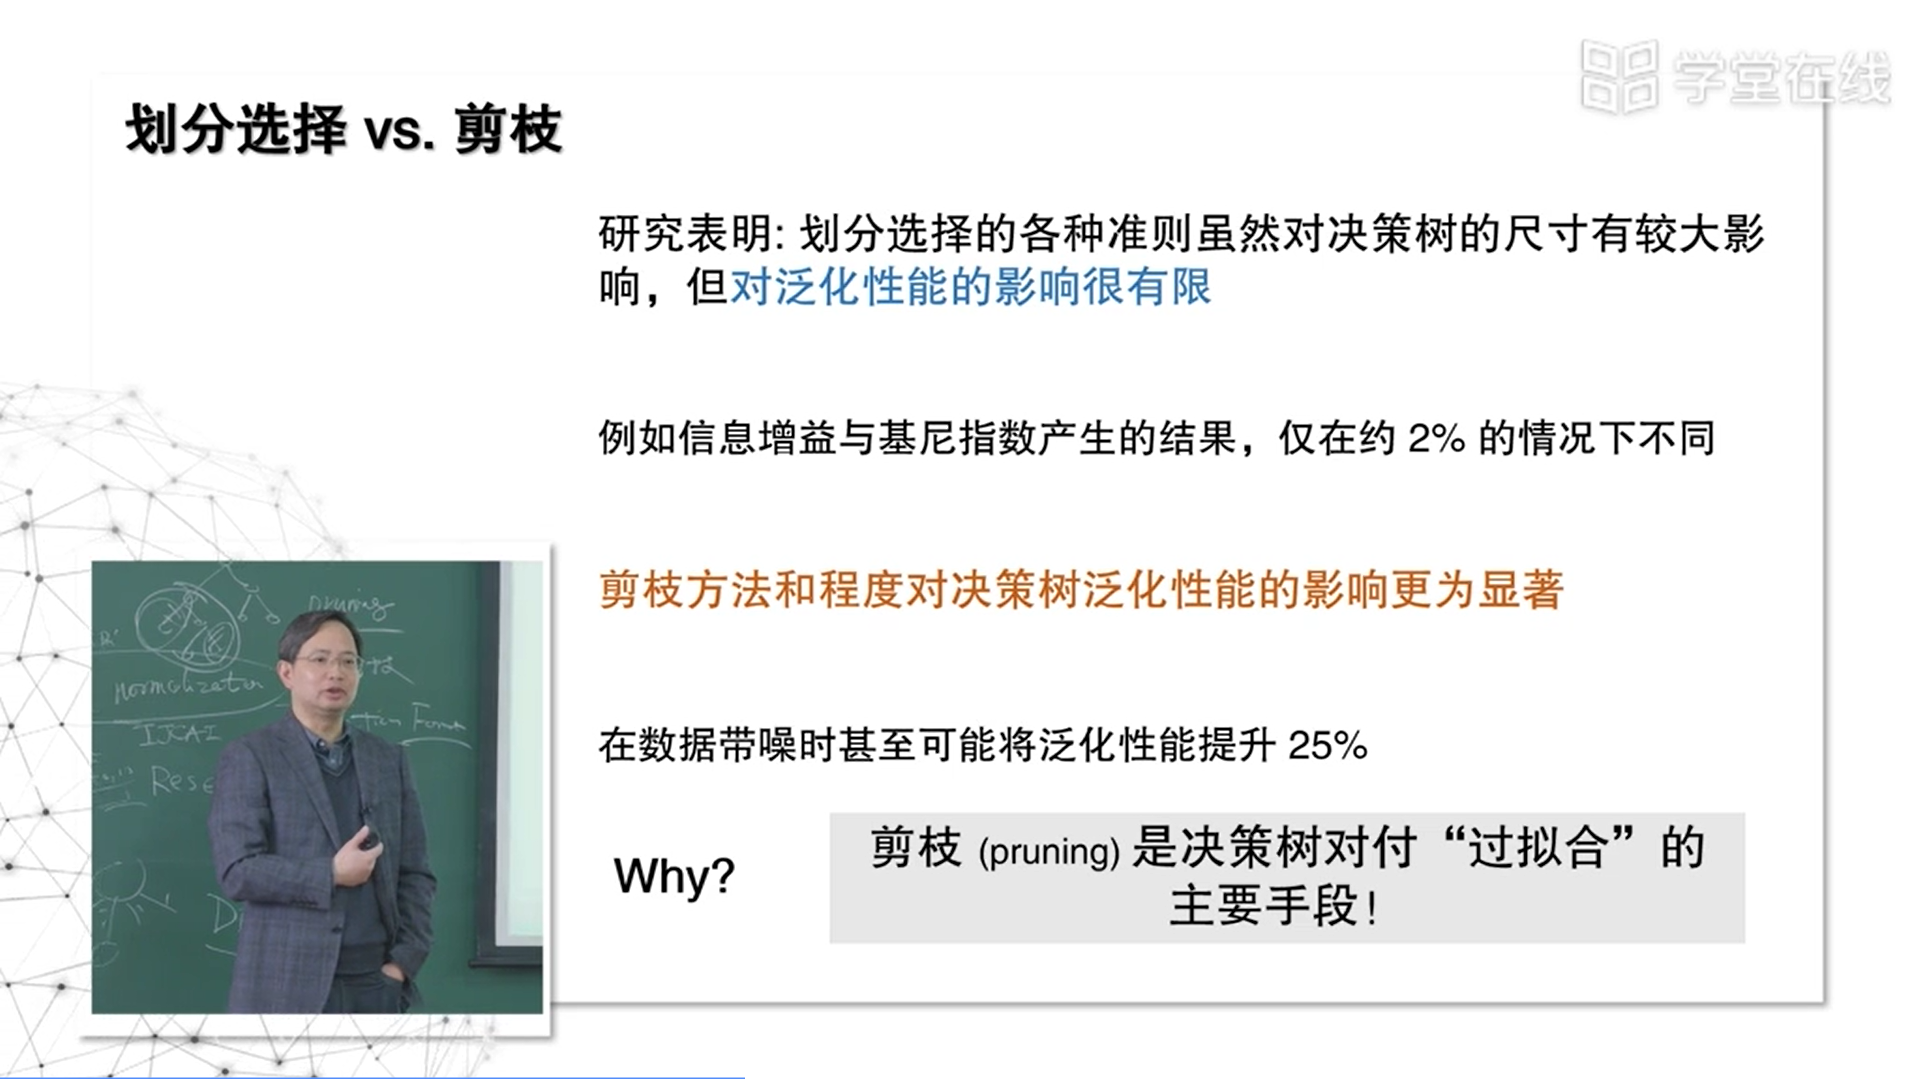 学堂在线
划分选择 vs. 剪枝
研究表明: 划分选择的各种准则虽然对决策树的尺寸有较大影
响，但对泛化性能的影响很有限
例如信息增益与基尼指数产生的结果，仅在约 2% 的情况下不同
剪枝方法和程度对决策树泛化性能的影响更为显著
在数据带噪时甚至可能将泛化性能提升 25%
Why?
剪枝 (pruning) 是决策树对付“过拟合”的
主要手段！
pruning
normalization
IJCAI